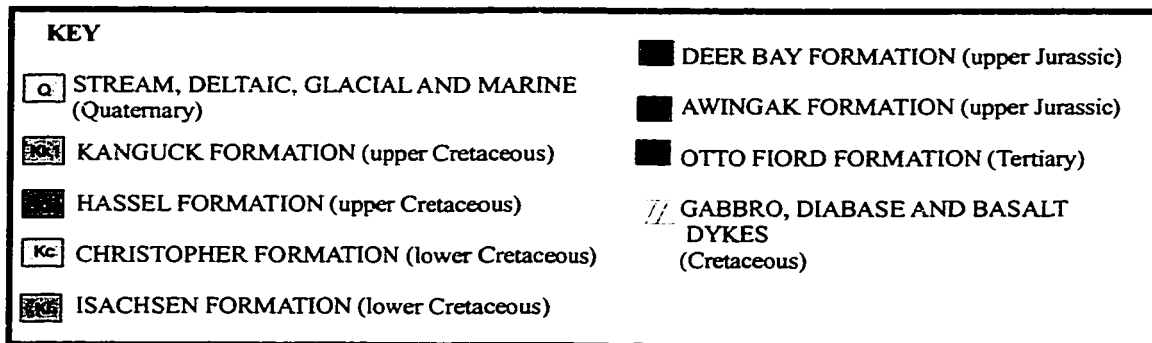 KEY
Q STREAM, DELTAIC, GLACIAL AND MARINE
(Quaternary)
KANGUCK FORMATION (upper Cretaceous)
HASSEL FORMATION (upper Cretaceous)
Kc CHRISTOPHER FORMATION (lower Cretaceous)
ISACHSEN FORMATION (lower Cretaceous)
DEER BAY FORMATION (upper Jurassic)
AWINGAK FORMATION (upper Jurassic)
OTTO FIORD FORMATION (Tertiary)
GABBRO, DIABASE AND BASALT
DYKES
(Cretaceous)